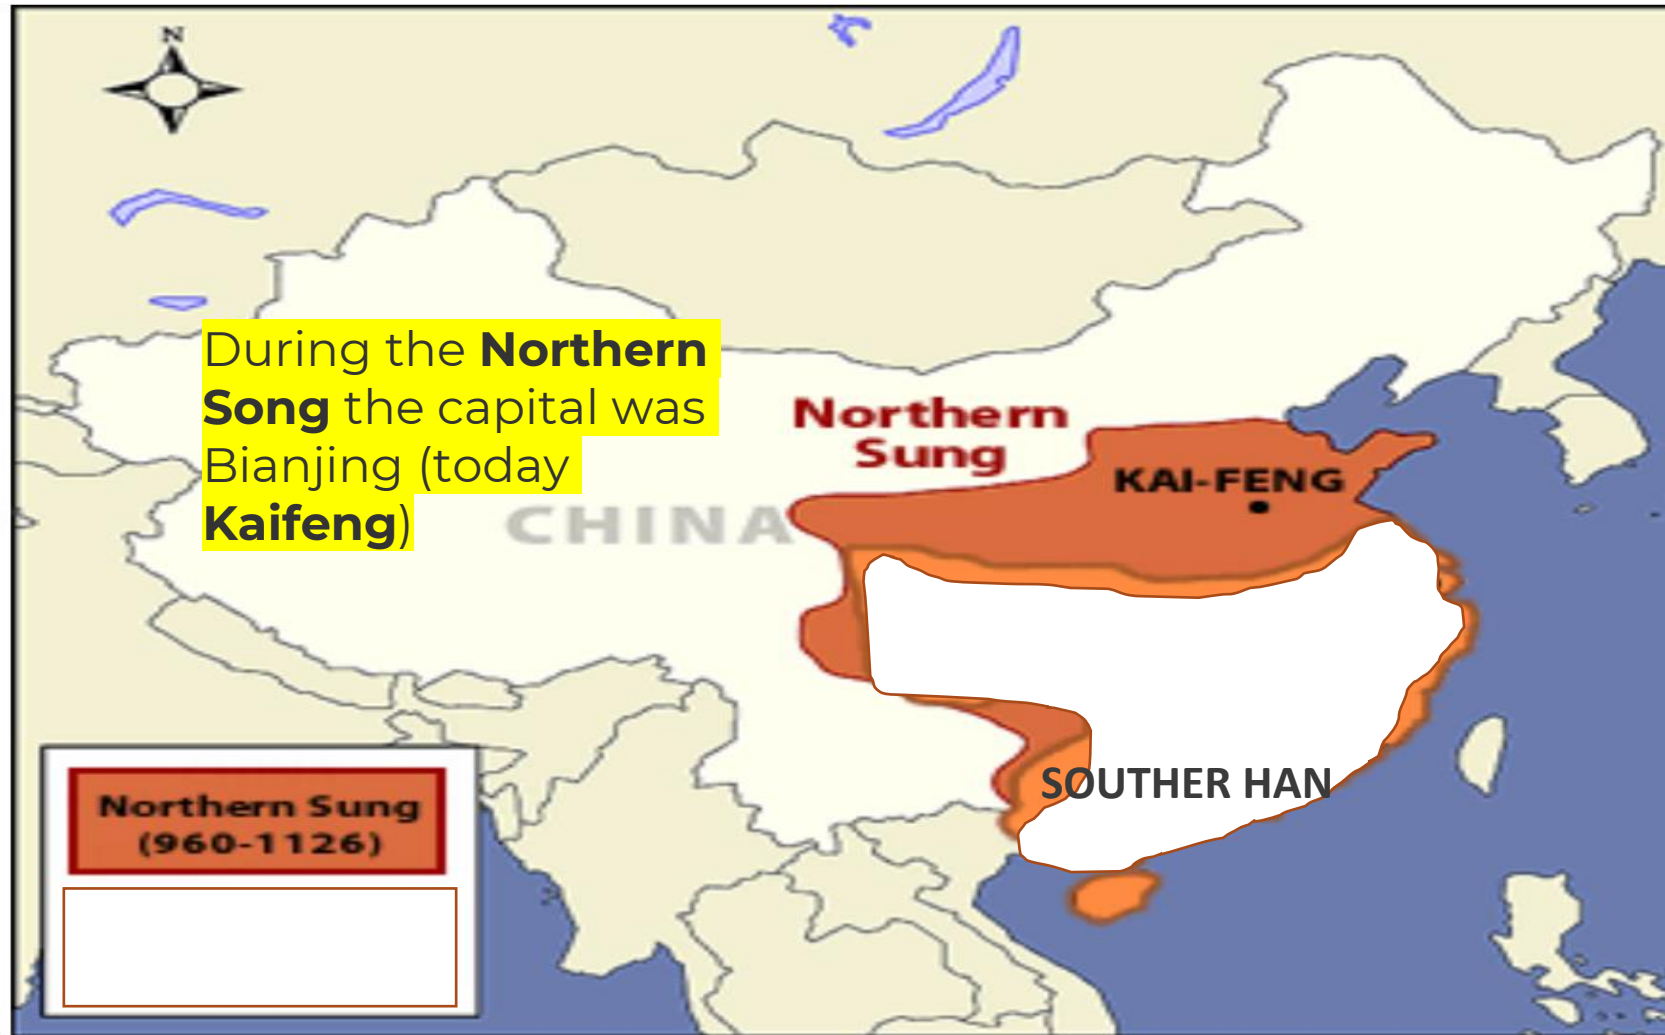 N
During the Northern
Song the capital was
Bianjing (today
Kaifeng)
Northern
Sung
KAI-FENG
CHINA
SOUTHER HAN
Northern Sung
(960-1126)